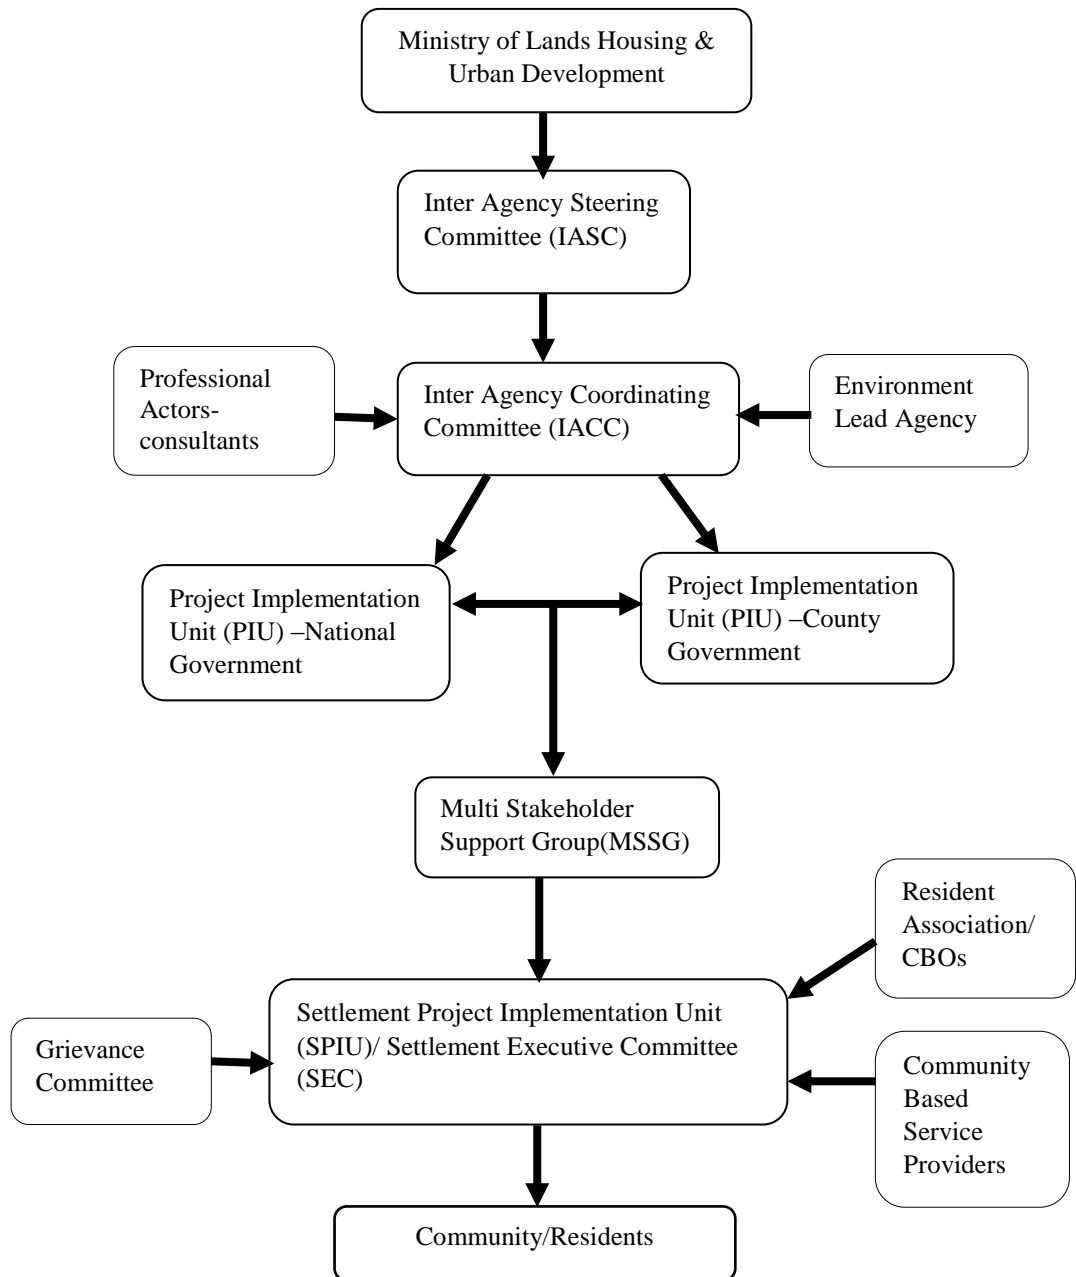 Ministry of Lands Housing &
Urban Development
Inter Agency Steering
Committee (IASC)
Professional
Actors-
consultants
Inter Agency Coordinating
Committee (IACC)
Environment
Lead Agency
Project Implementation
Unit (PIU) –National
Government
Project Implementation
Unit (PIU) –County
Government
Multi Stakeholder
Support Group(MSSG)
Resident
Association/
CBOs
Settlement Project Implementation Unit
(SPIU)/ Settlement Executive Committee
(SEC)
Grievance
Committee
Community
Based
Service
Providers
Community/Residents